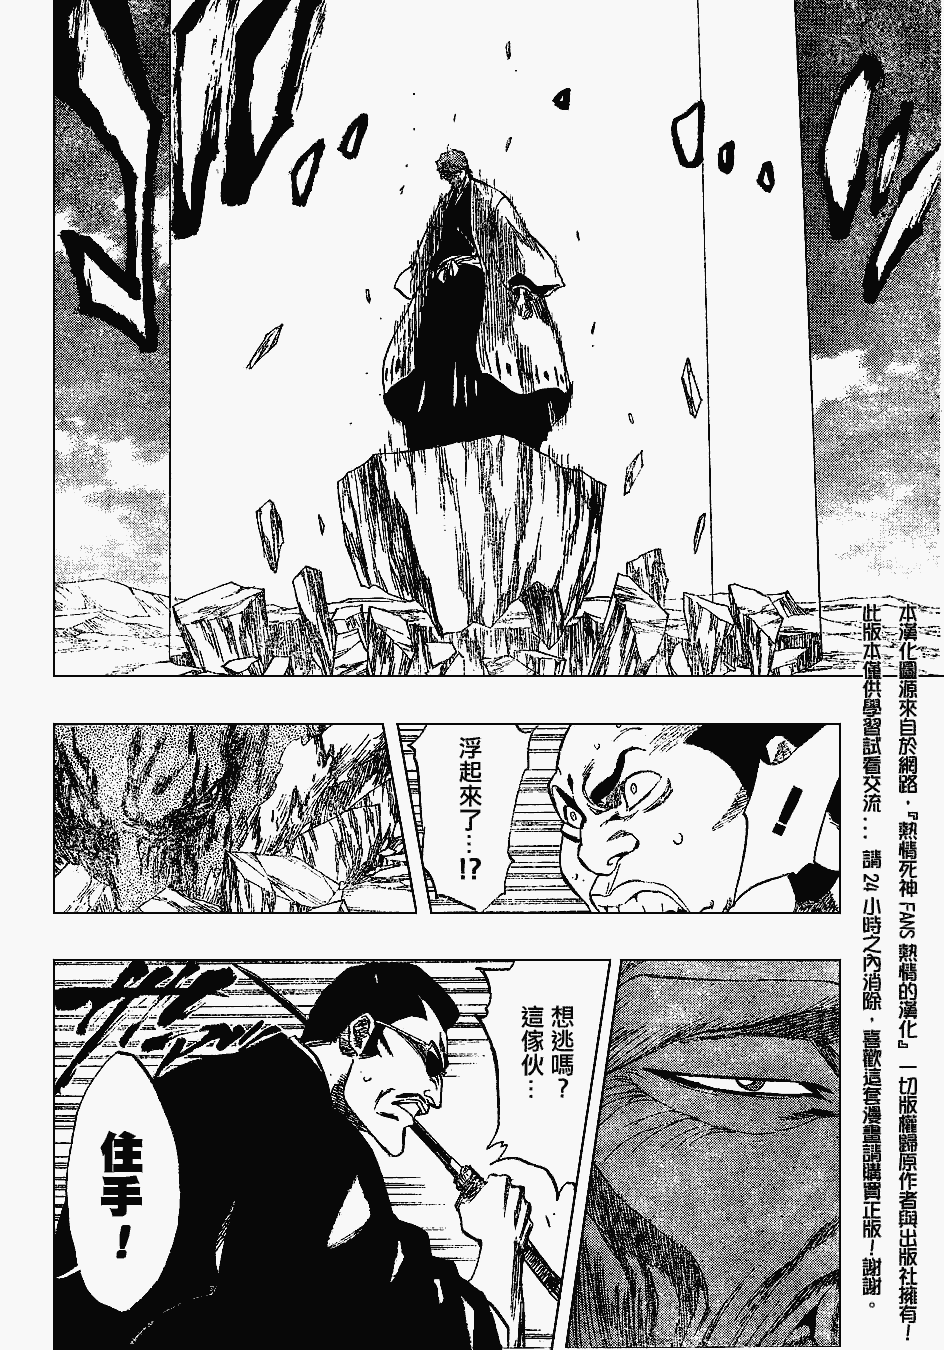 浮起來了…!?
!
想逃嗎?
這傢伙…
住手!
本漢化圖源來自於網路,『熱情死神FANS熱情的漢化』一切版權歸原作者與出版社擁有!
此版本僅供學習試看交流… 請24小時之內消除,喜歡這套漫畫請購買正版!謝謝。